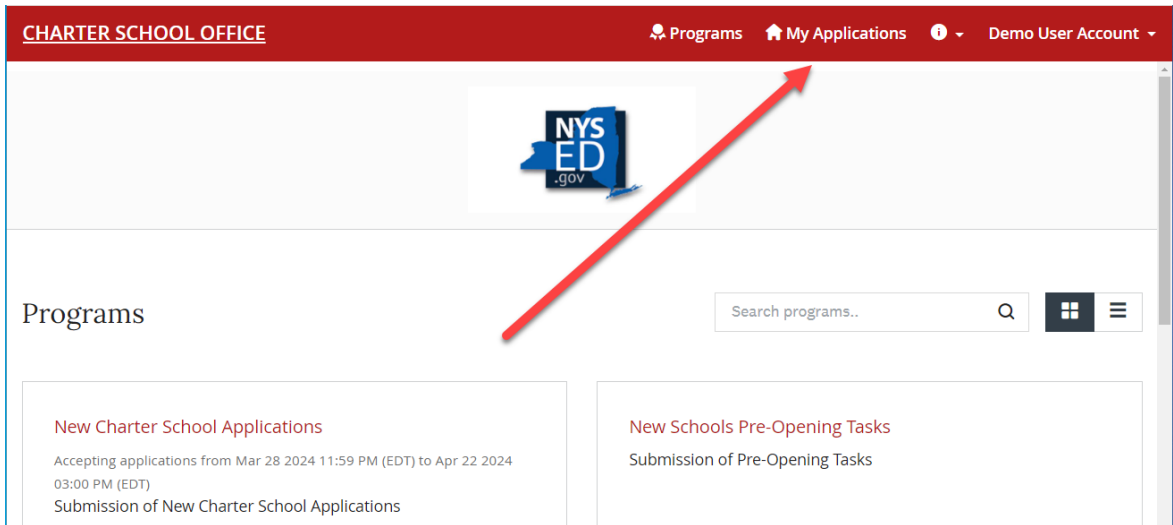 CHARTER SCHOOL OFFICE
Programs
My Applications
Demo User Account
NYS
ED
.gov
Programs
Search programs..
New Charter School Applications
Accepting applications from Mar 28 2024 11:59 PM (EDT) to Apr 22 2024
03:00 PM (EDT)
Submission of New Charter School Applications
New Schools Pre-Opening Tasks
Submission of Pre-Opening Tasks